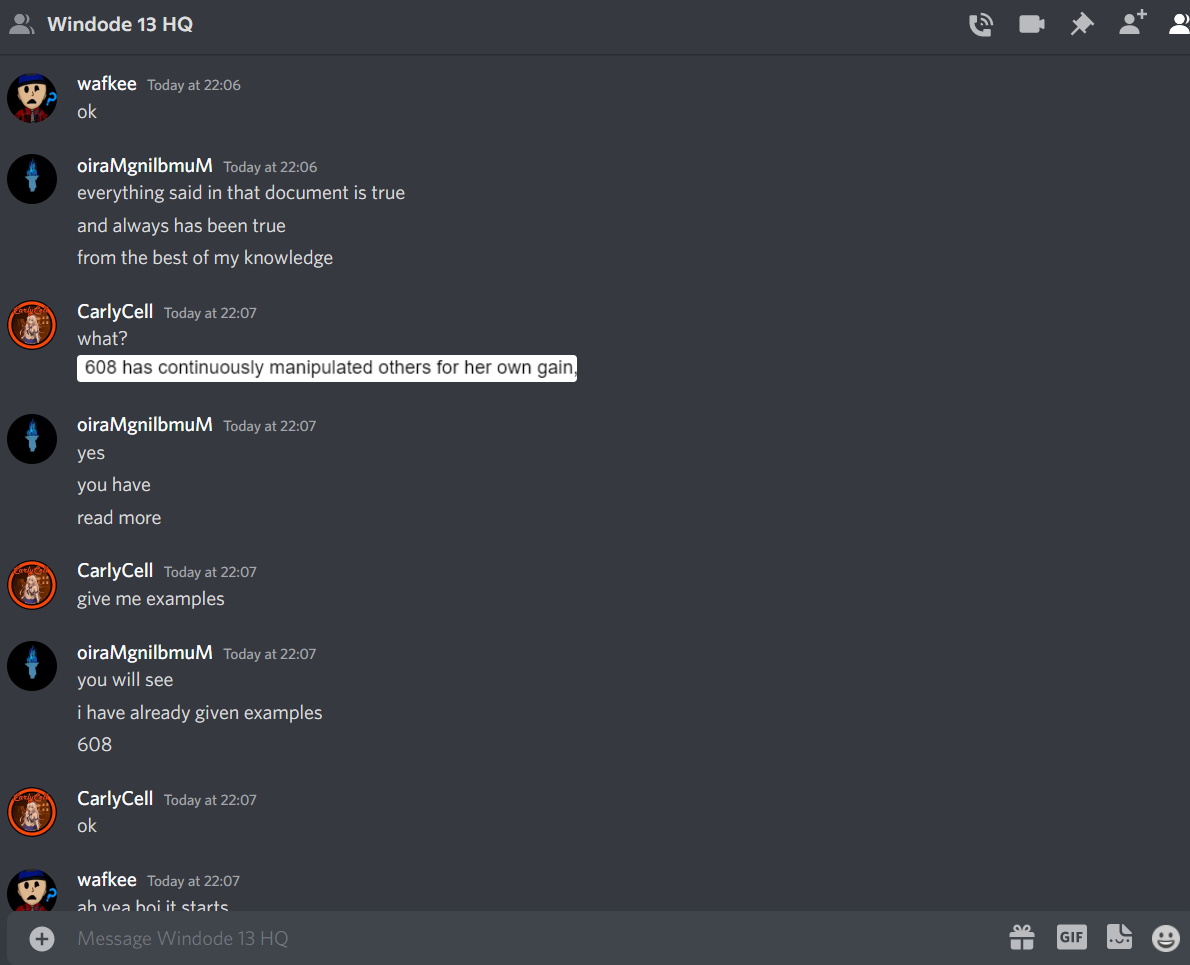 Windode 13 HQ
wafkee Today at 22:06
ok
oiraMgnilbmuM Today at 22:06
everything said in that document is true
and always has been true
from the best of my knowledge
CarlyCell Today at 22:07
what?
608 has continuously manipulated others for her own gain,
oiraMgnilbmuM Today at 22:07
yes
you have
read more
CarlyCell Today at 22:07
give me examples
oiraMgnilbmuM Today at 22:07
you will see
i have already given examples
608
CarlyCell Today at 22:07
ok
wafkee Today at 22:07
ah yea boi it starts
Message Windode 13 HQ
GIF